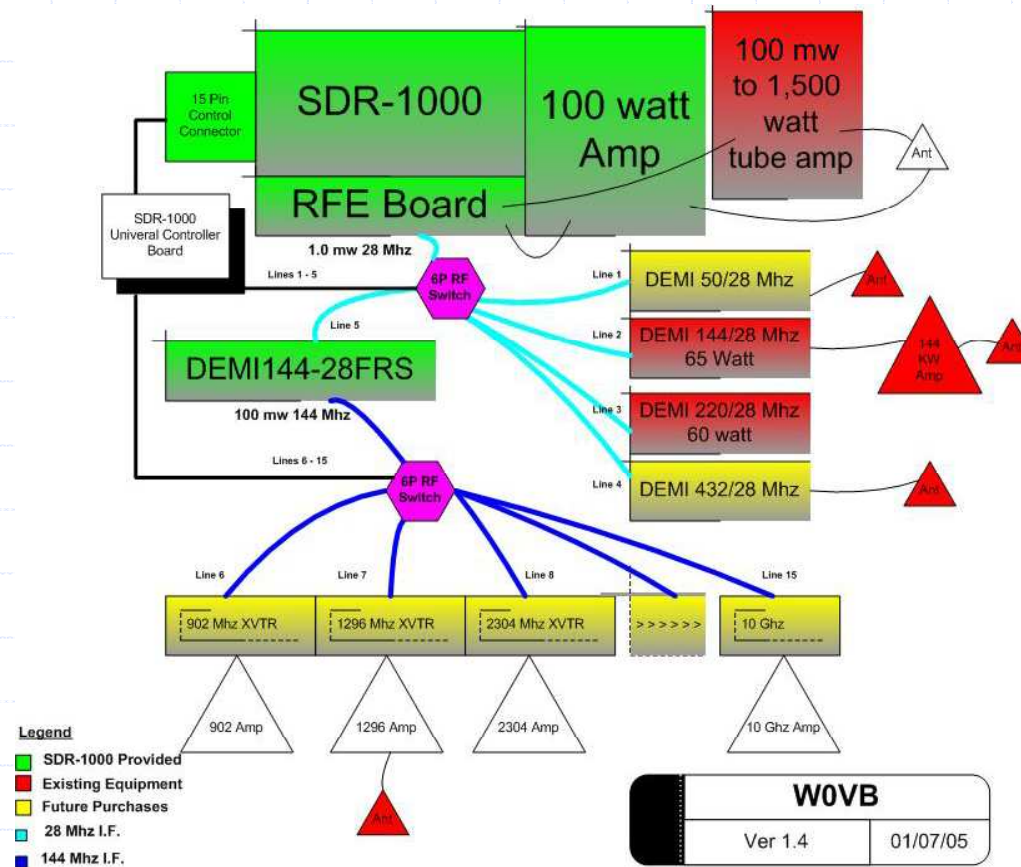 15 Pin
Control
Connector
SDR-1000
100 watt
Amp
100 mw
to 1,500
watt
tube amp
Ant
RFE Board
SDR-1000
Univeral Controller
Board
1.0 mw 28 Mhz
Lines 1 - 5
6P RF
Switch
Line 1
DEMI 50/28 Mhz
Ant
Line 5
Line 2
DEMI 144/28 Mhz
65 Watt
144
KW
Amp
Ant
DEMI144-28FRS
100 mw 144 Mhz
Line 3
DEMI 220/28 Mhz
60 watt
Lines 6 - 15
6P RF
Switch
Line 4
DEMI 432/28 Mhz
Ant
Line 6
Line 7
Line 8
Line 15
902 Mhz XVTR
1296 Mhz XVTR
2304 Mhz XVTR
> > > > > >
10 Ghz
902 Amp
1296 Amp
2304 Amp
10 Ghz Amp
Ant
Legend
SDR-1000 Provided
Existing Equipment
Future Purchases
28 Mhz I.F.
144 Mhz I.F.
W0VB
Ver 1.4
01/07/05